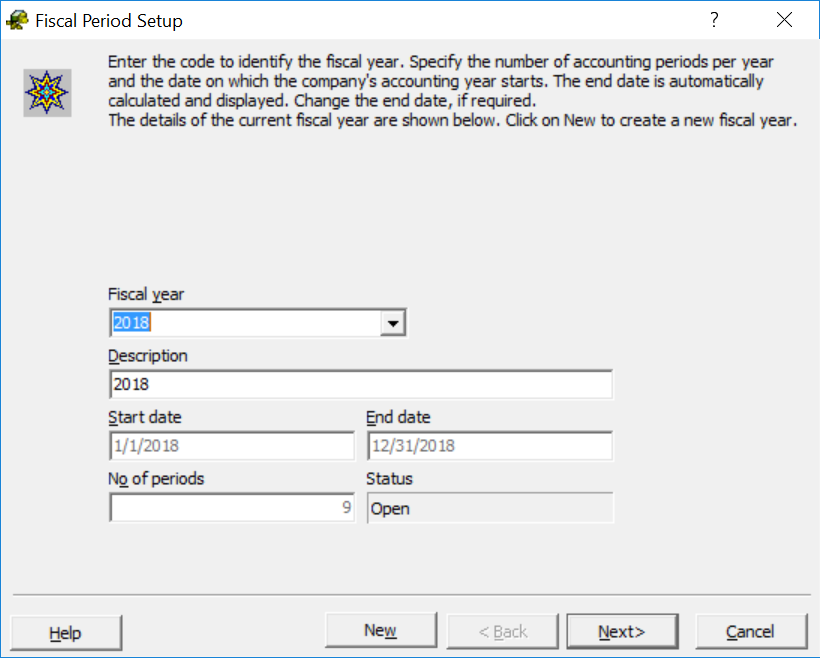 Fiscal Period Setup
?
Enter the code to identify the fiscal year. Specify the number of accounting periods per year
and the date on which the company's accounting year starts. The end date is automatically
calculated and displayed. Change the end date, if required.
The details of the current fiscal year are shown below. Click on New to create a new fiscal year.
Fiscal year
2018
Description
2018
Start date End date
1/1/2018 12/31/2018
No of periods Status
9 Open
Help New < Back Next> Cancel